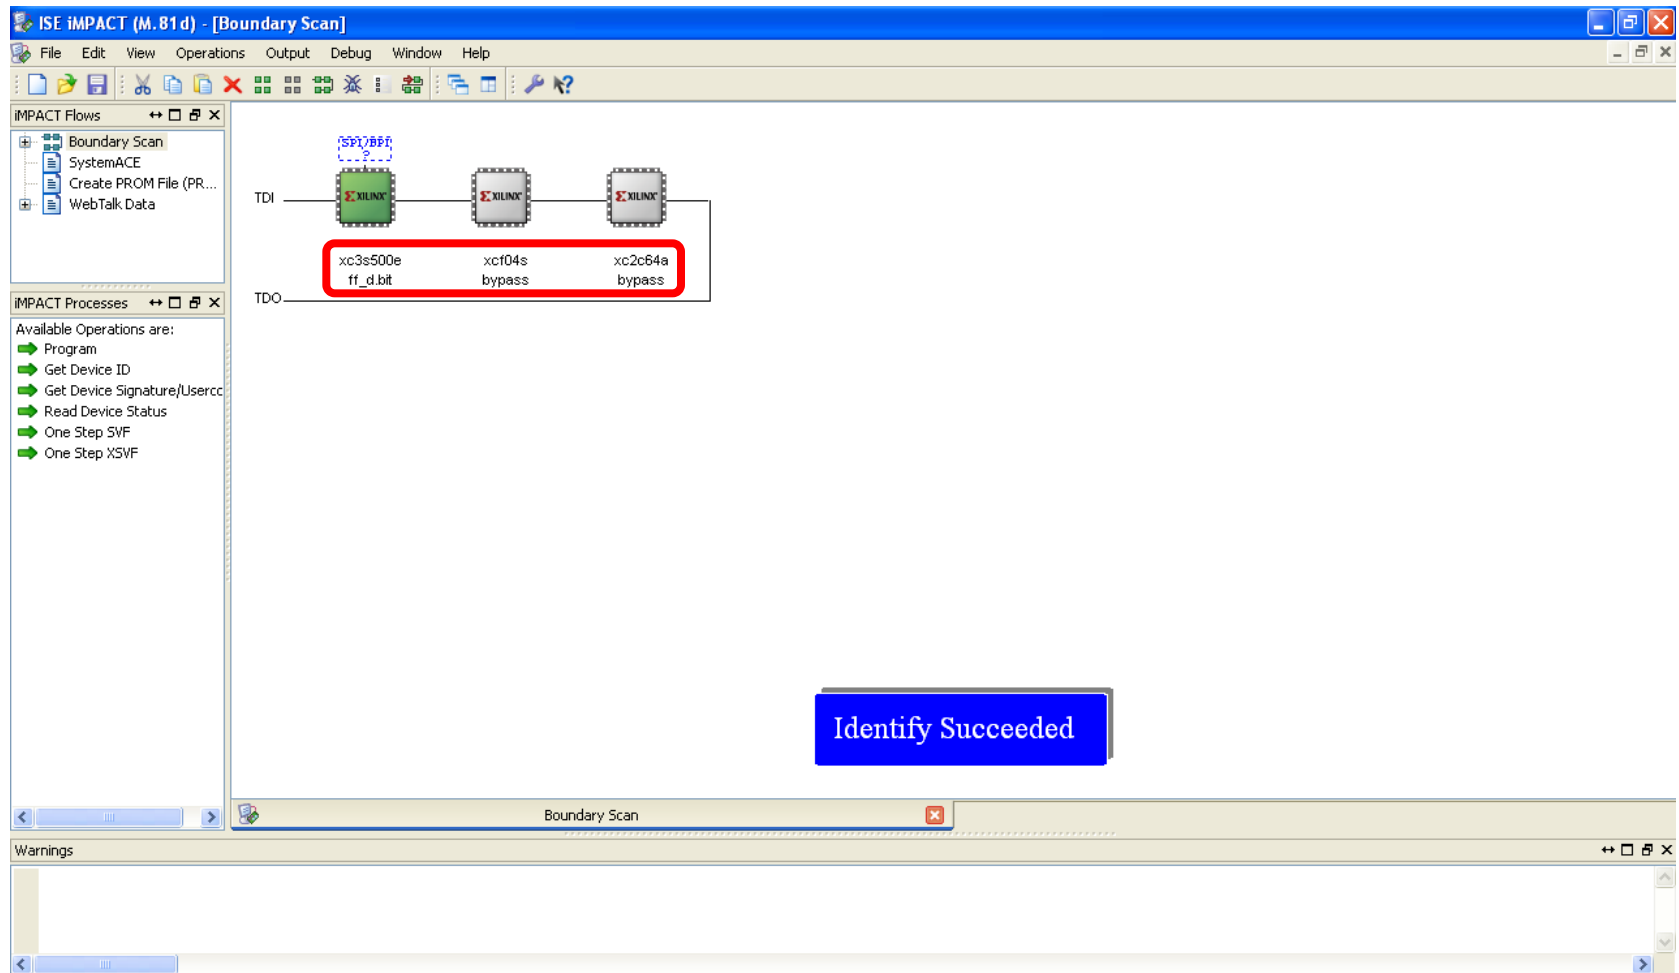 ISE iMPACT (M.81d) - [Boundary Scan]
File Edit View Operations Output Debug Window Help
iMPACT Flows
Boundary Scan
SystemACE
Create PROM File (PR...
WebTalk Data
SPI/BPI
?
TDI
XILINX XILINX XILINX
xc3s500e xcf04s xc2c64a
ff_d.bit bypass bypass
TDO
iMPACT Processes
Available Operations are:
Program
Get Device ID
Get Device Signature/Usercc
Read Device Status
One Step SVF
One Step XSVF
Identify Succeeded
Boundary Scan
Warnings